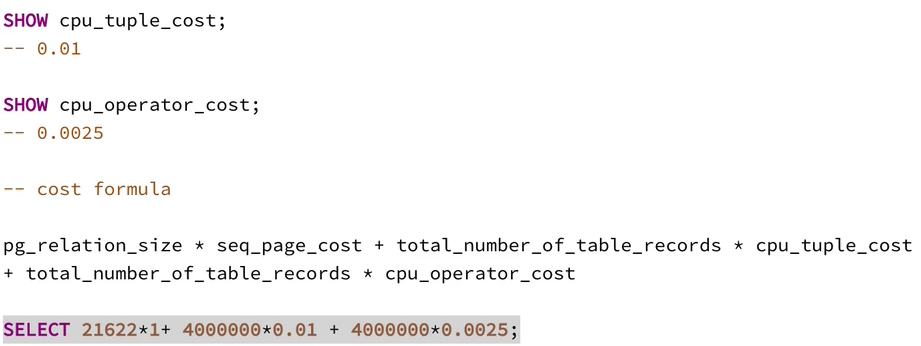 SHOW cpu_tuple_cost;
-- 0.01
SHOW cpu_operator_cost;
-- 0.0025
-- cost formula
pg_relation_size * seq_page_cost + total_number_of_table_records * cpu_tuple_cost
+ total_number_of_table_records * cpu_operator_cost
SELECT 21622*1+ 4000000*0.01 + 4000000*0.0025;